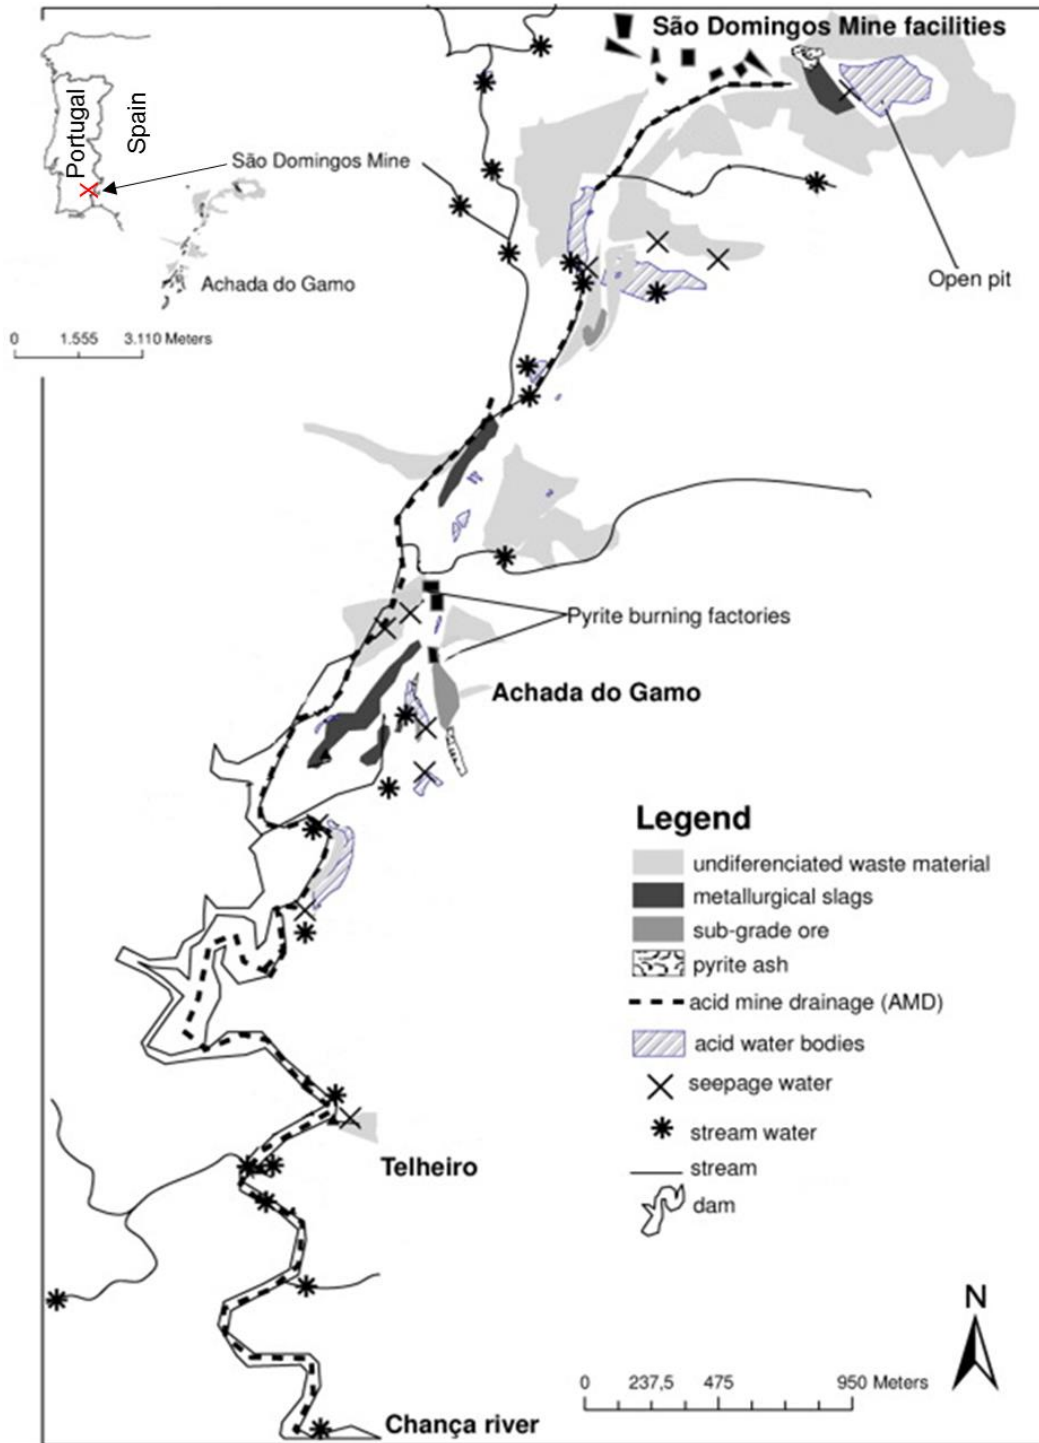 São Domingos Mine facilities
Portugal
Spain
São Domingos Mine
Achada do Gamo
0 1.555 3.110 Meters
Open pit
Pyrite burning factories
Achada do Gamo
Legend
undiferenciated waste material
metallurgical slags
sub-grade ore
pyrite ash
acid mine drainage (AMD)
acid water bodies
seepage water
stream water
stream
dam
Telheiro
N
0 237,5 475 950 Meters
Chança river